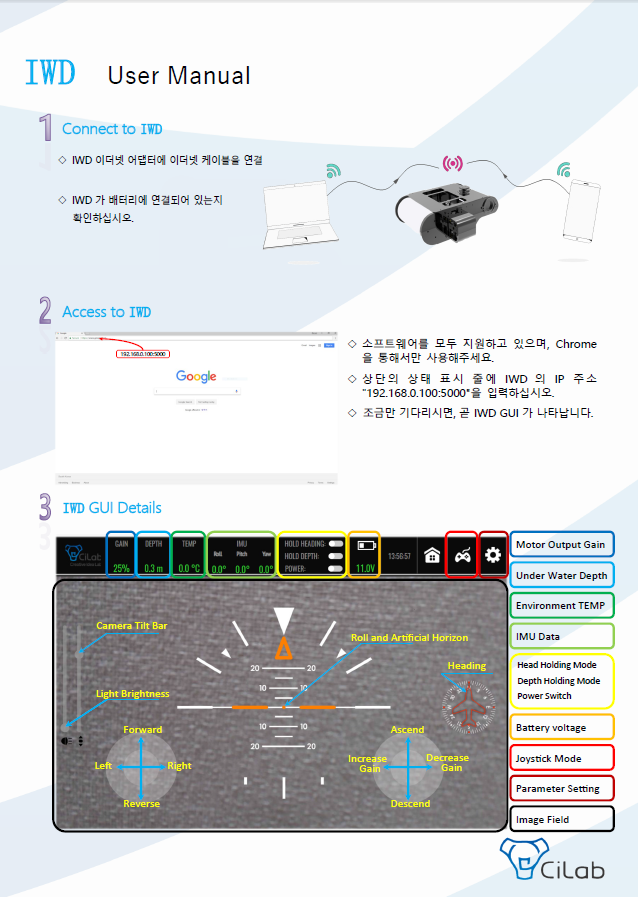 IWD User Manual
1 Connect to IWD
◇ IWD 이더넷 어댑터에 이더넷 케이블을 연결
◇ IWD 가 배터리에 연결되어 있는지
확인하십시오.
2 Access to IWD
192.168.0.100:5000
Google
◇ 소프트웨어를 모두 지원하고 있으며, Chrome
을 통해서만 사용해주세요.
◇ 상단의 상태 표시 줄에 IWD 의 IP 주소
"192.168.0.100:5000"을 입력하십시오.
◇ 조금만 기다리시면, 곧 IWD GUI 가 나타납니다.
3 IWD GUI Details
CiLab
GAIN
25%
DEPTH
0.3 m
TEMP
0.0 °C
IMU
Roll Pitch Yaw
0.0° 0.0° 0.0°
HOLD HEADING
HOLD DEPTH:
POWER:
11.0V
13:56:57
Motor Output Gain
Under Water Depth
Environment TEMP
IMU Data
Head Holding Mode
Depth Holding Mode
Power Switch
Battery voltage
Joystick Mode
Parameter Setting
Image Field
Camera Tilt Bar
Roll and Artificial Horizon
Heading
Light Brightness
20 20
10 10
10 10
20 20
Forward
Left Right
Reverse
Ascend
Increase
Gain
Decrease
Gain
Descend
CiLab